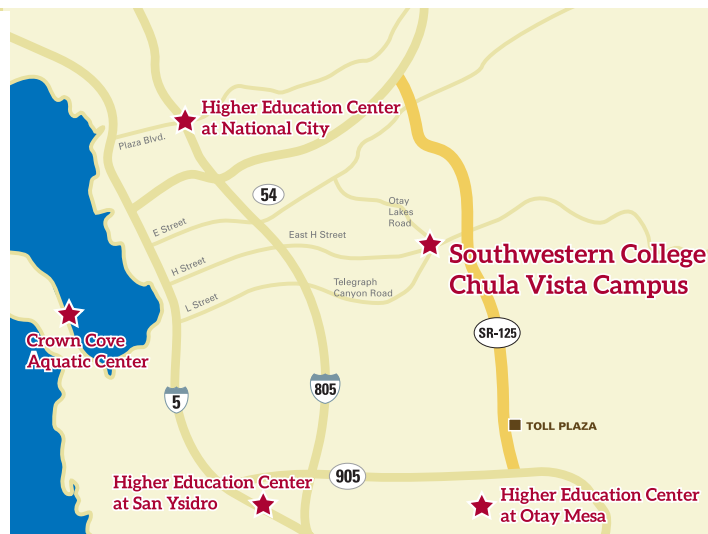 Higher Education Center
at National City
Plaza Blvd.
54
Otay
Lakes
Road
E Street
East H Street
Southwestern College
Chula Vista Campus
H Street
Telegraph
Canyon Road
L Street
Crown Cove
Aquatic Center
SR-125
5
805
TOLL PLAZA
905
Higher Education Center
at San Ysidro
Higher Education Center
at Otay Mesa